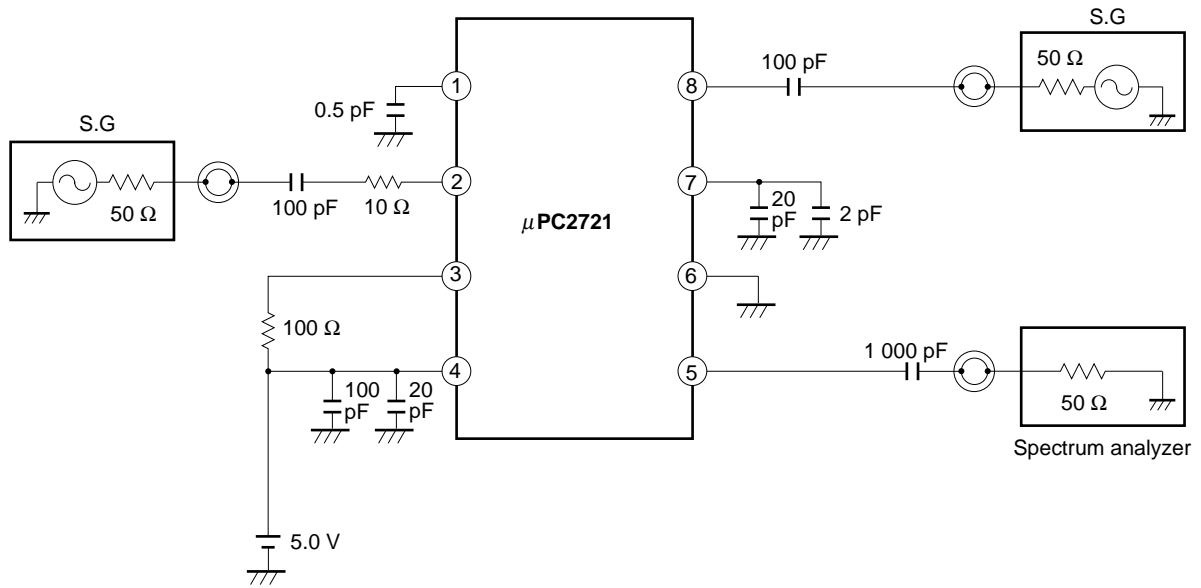 S.G
50 Ω
100 pF
1
8
0.5 pF
S.G
50 Ω
100 pF
10 Ω
2
7
20 pF
2 pF
μPC2721
3
6
100 Ω
4
5
100 pF
20 pF
1 000 pF
50 Ω
Spectrum analyzer
5.0 V